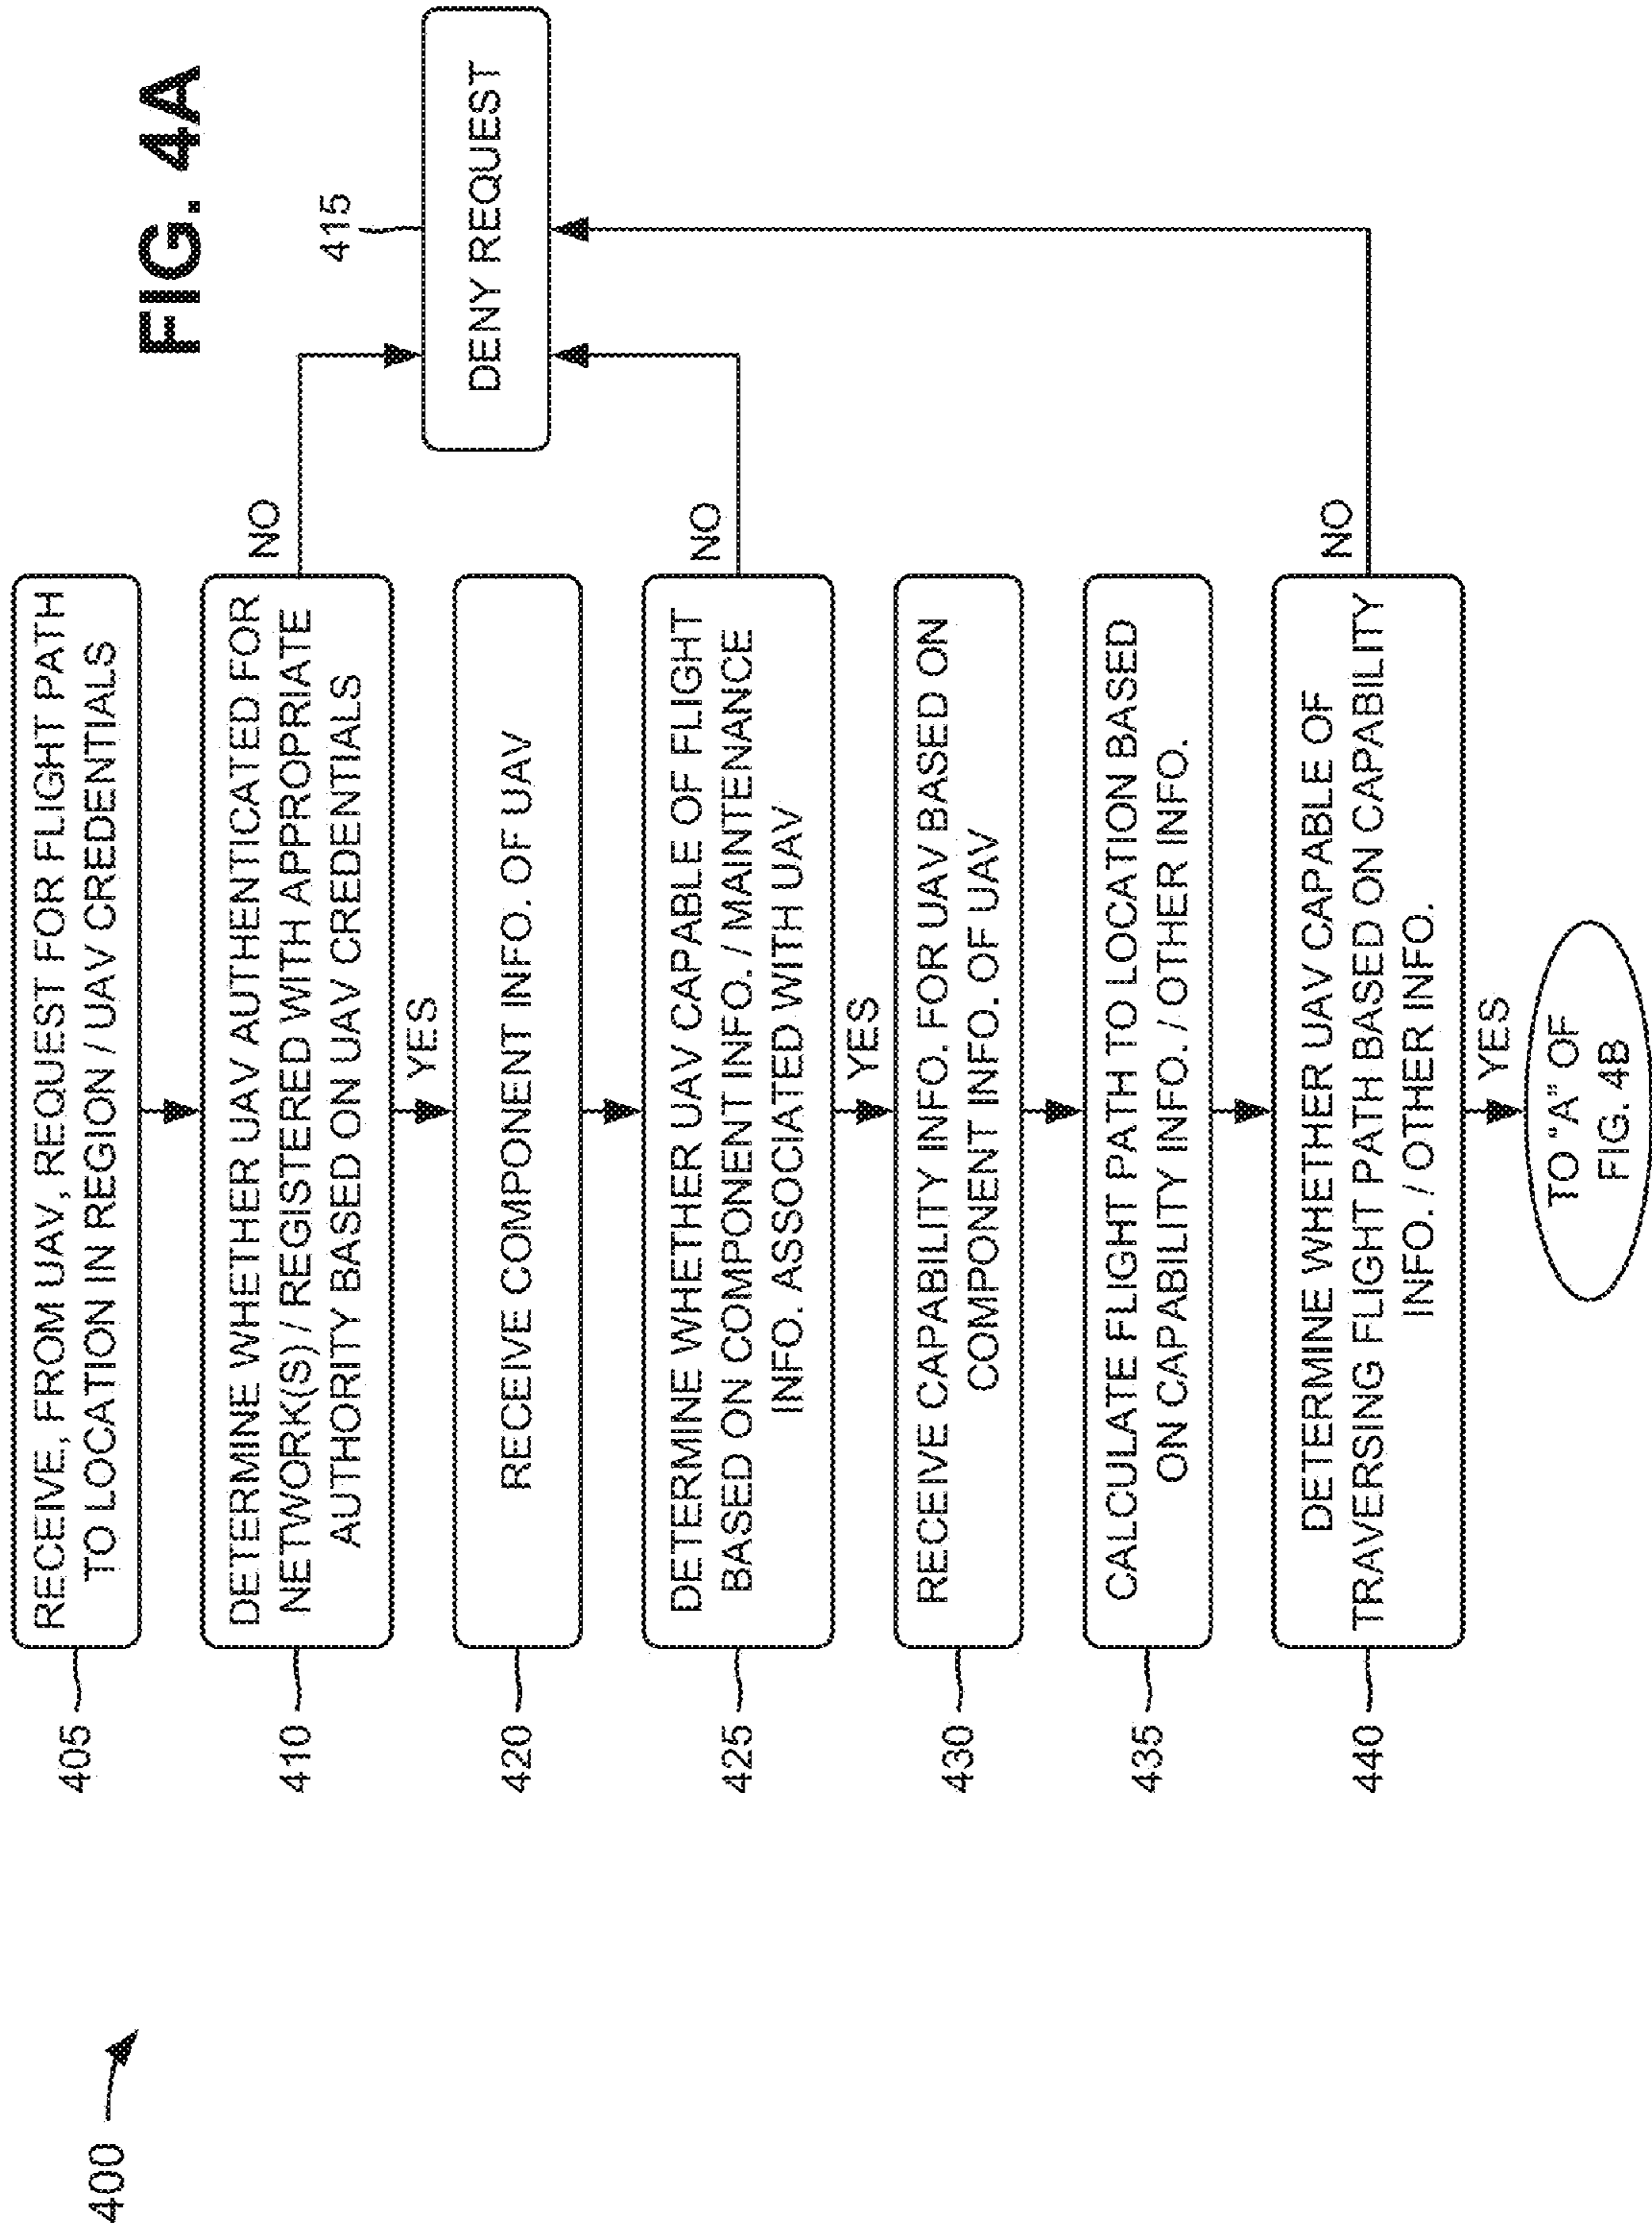 FIG. 4A
400
405
RECEIVE, FROM UAV, REQUEST FOR FLIGHT PATH
TO LOCATION IN REGION / UAV CREDENTIALS
410
DETERMINE WHETHER UAV AUTHENTICATED FOR
NETWORK(S) / REGISTERED WITH APPROPRIATE
AUTHORITY BASED ON UAV CREDENTIALS
NO
415
DENY REQUEST
YES
420
RECEIVE COMPONENT INFO. OF UAV
425
DETERMINE WHETHER UAV CAPABLE OF FLIGHT
BASED ON COMPONENT INFO. / MAINTENANCE
INFO. ASSOCIATED WITH UAV
NO
YES
430
RECEIVE CAPABILITY INFO. FOR UAV BASED ON
COMPONENT INFO. OF UAV
435
CALCULATE FLIGHT PATH TO LOCATION BASED
ON CAPABILITY INFO. / OTHER INFO.
440
DETERMINE WHETHER UAV CAPABLE OF
TRAVERSING FLIGHT PATH BASED ON CAPABILITY
INFO. / OTHER INFO.
NO
YES
TO "A" OF
FIG. 4B